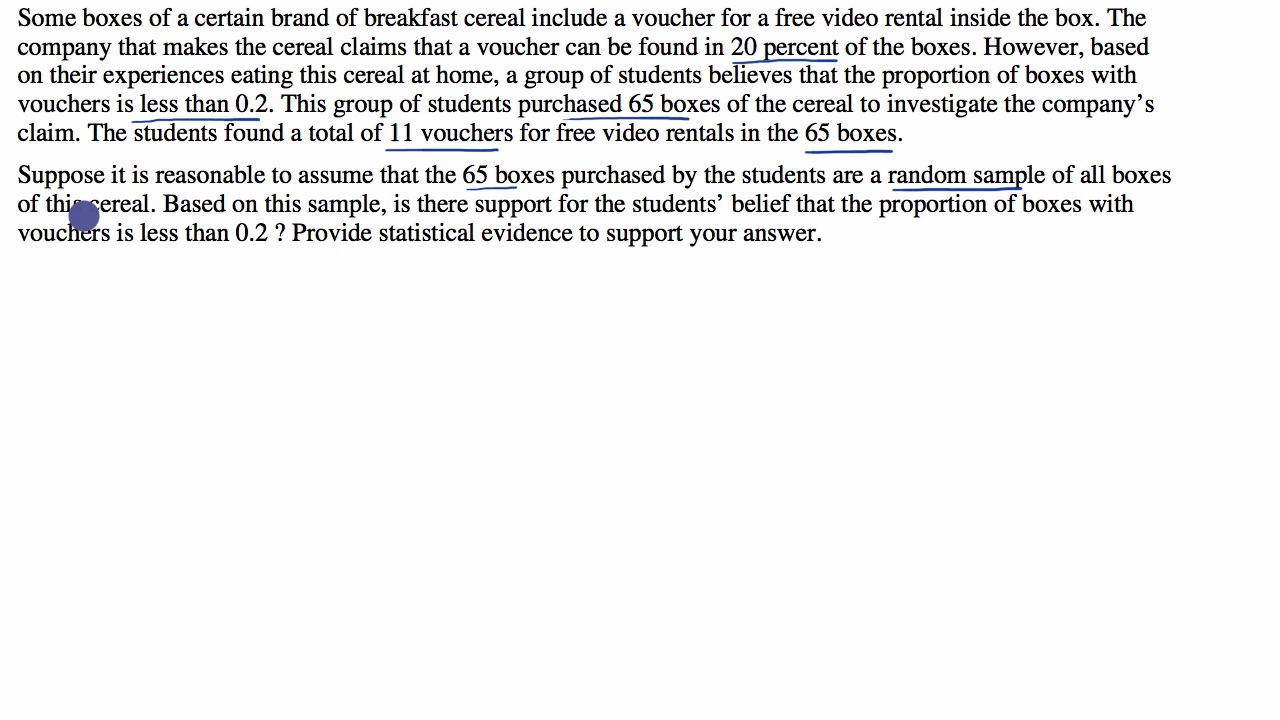 Some boxes of a certain brand of breakfast cereal include a voucher for a free video rental inside the box. The
company that makes the cereal claims that a voucher can be found in 20 percent of the boxes. However, based
on their experiences eating this cereal at home, a group of students believes that the proportion of boxes with
vouchers is less than 0.2. This group of students purchased 65 boxes of the cereal to investigate the company’s
claim. The students found a total of 11 vouchers for free video rentals in the 65 boxes.
Suppose it is reasonable to assume that the 65 boxes purchased by the students are a random sample of all boxes
of this cereal. Based on this sample, is there support for the students’ belief that the proportion of boxes with
vouchers is less than 0.2 ? Provide statistical evidence to support your answer.